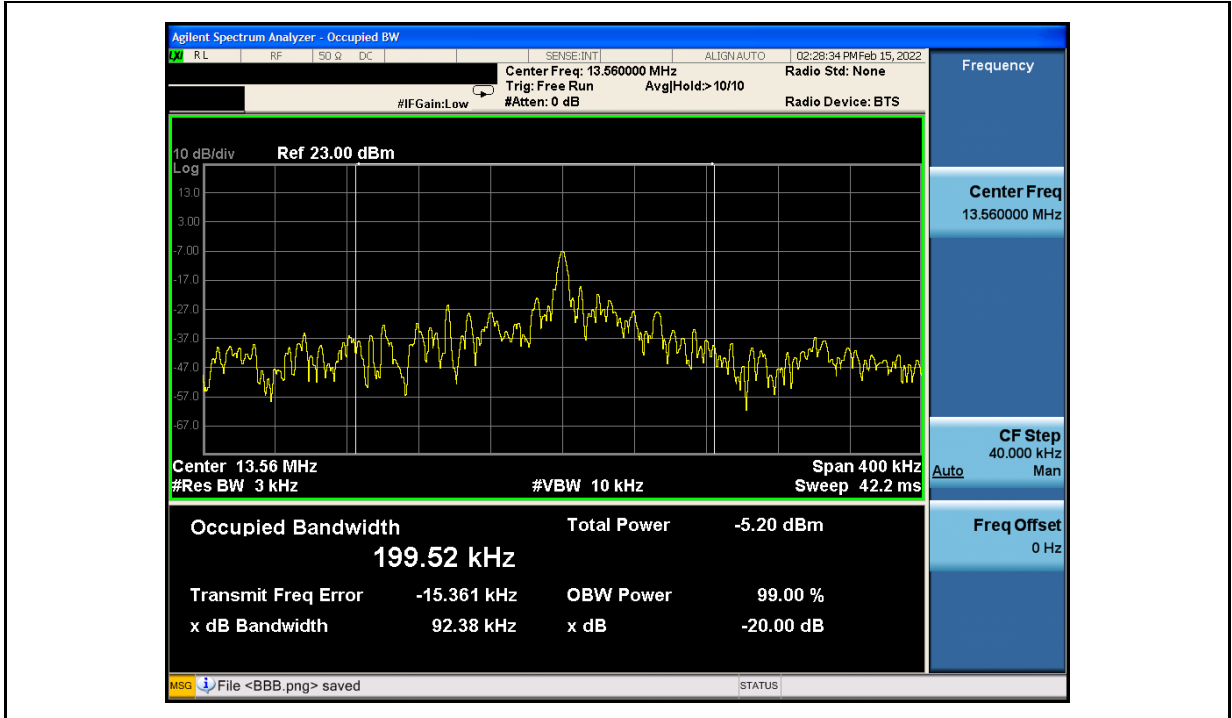 Agilent Spectrum Analyzer - Occupied BW
LXI RL RF 50 Ω DC SENSE:INT ALIGN AUTO 02:28:34 PM Feb 15, 2022
Center Freq: 13.560000 MHz Radio Std: None
Trig: Free Run Avg|Hold:> 10/10
#IFGain:Low #Atten: 0 dB Radio Device: BTS
10 dB/div Ref 23.00 dBm
Log
13.0
3.00
-7.00
-17.0
-27.0
-37.0
-47.0
-57.0
-67.0
Center 13.56 MHz Span 400 kHz
#Res BW 3 kHz #VBW 10 kHz Sweep 42.2 ms
Occupied Bandwidth Total Power -5.20 dBm
199.52 kHz
Transmit Freq Error -15.361 kHz OBW Power 99.00 %
x dB Bandwidth 92.38 kHz x dB -20.00 dB
MSG File <BBB.png> saved STATUS
Frequency
Center Freq
13.560000 MHz
CF Step
40.000 kHz
Auto Man
Freq Offset
0 Hz